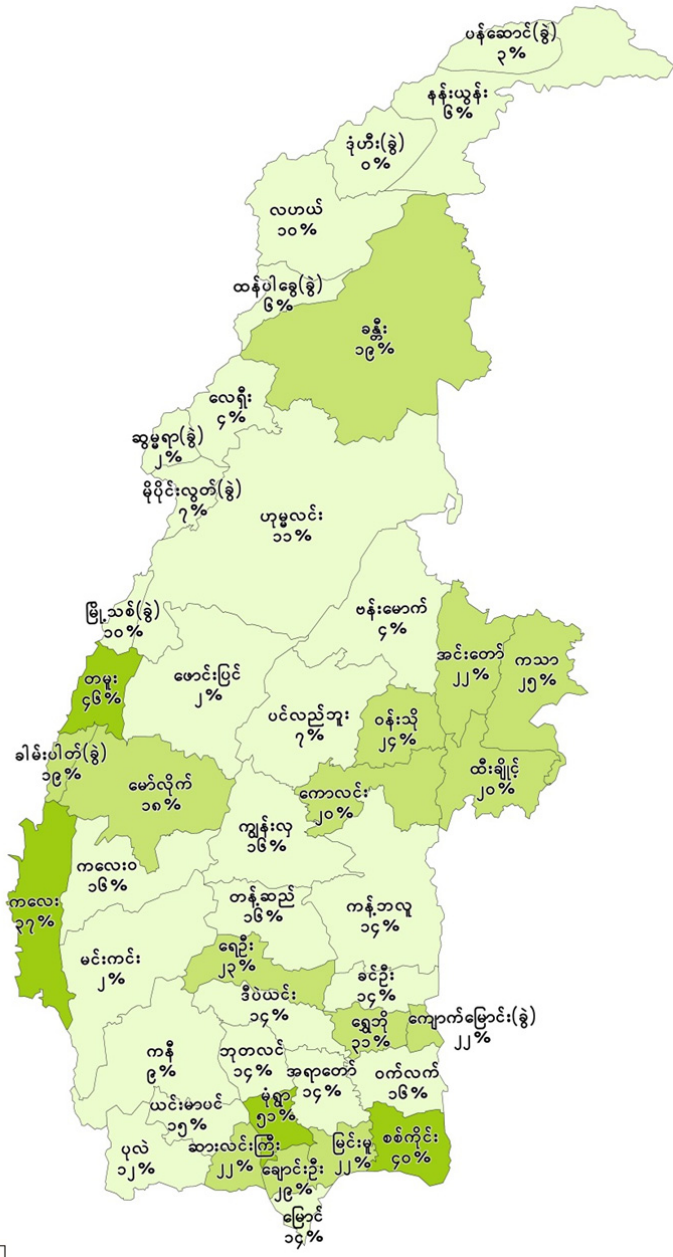 ပန်ဆောင်(ခွဲ)
၃%
နန်းယွန်း
၆%
ဒုံဟီး(ခွဲ)
၀%
လဟယ်
၁၀%
ထန်ပါခွေ(ခွဲ)
၆%
ခန္တီး
၁၉%
လေရှီး
၄%
ဆွမ္မရာ(ခွဲ)
၂%
မိုပိုင်းလွတ်(ခွဲ)
၇%
ဟုမ္မလင်း
၁၁%
မြို့သစ်(ခွဲ)
၁၀%
ဗန်းမောက်
၄%
တမူး
၄၆%
ဖောင်းပြင်
၂%
အင်းတော်
၂၂%
ကသာ
၂၅%
ပင်လည်ဘူး
၇%
ဝန်းသို
၂၄%
ခါမ်းပါတ်(ခွဲ)
၁၉%
မော်လိုက်
၁၈%
ထီးချိုင့်
၂၀%
ကောလင်း
၂၀%
ကျွန်းလှ
၁၆%
ကလေးဝ
၁၆%
ကလေး
၃၇%
တန့်ဆည်
၁၆%
ကန့်ဘလူ
၁၄%
မင်းကင်း
၂%
ရေဦး
၂၃%
ခင်ဦး
၁၄%
ဒီပဲယင်း
၁၄%
ရွှေဘို
၃၁%
ကျောက်မြောင်း(ခွဲ)
၂၂%
ကနီ
၉%
ဘုတလင်
၁၄%
အရာတော်
၁၄%
ဝက်လက်
၁၆%
ယင်းမာပင်
၁၅%
မုံရွာ
၅၁%
ပုလဲ
၁၂%
ဆားလင်းကြီး
၂၂%
ချောင်းဦး
၂၉%
မြင်းမူ
၂၂%
စစ်ကိုင်း
၄၀%
မြောင်
၁၄%